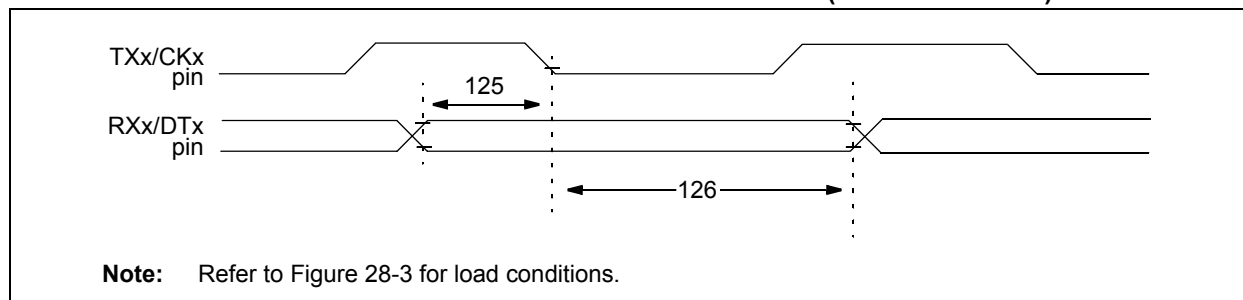 TXx/CKx
pin
125
RXx/DTx
pin
126
Note: Refer to Figure 28-3 for load conditions.